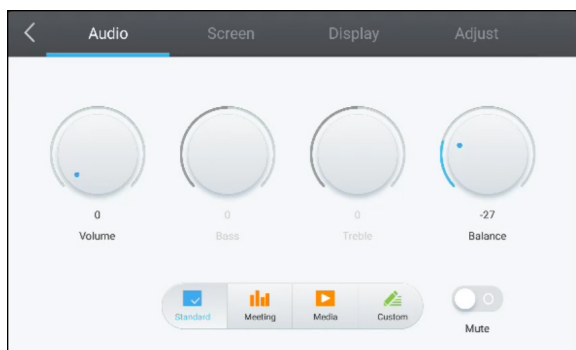 Audio Screen Display Adjust
0 0 0 -27
Volume Bass Treble Balance
Standard Meeting Media Custom
Mute